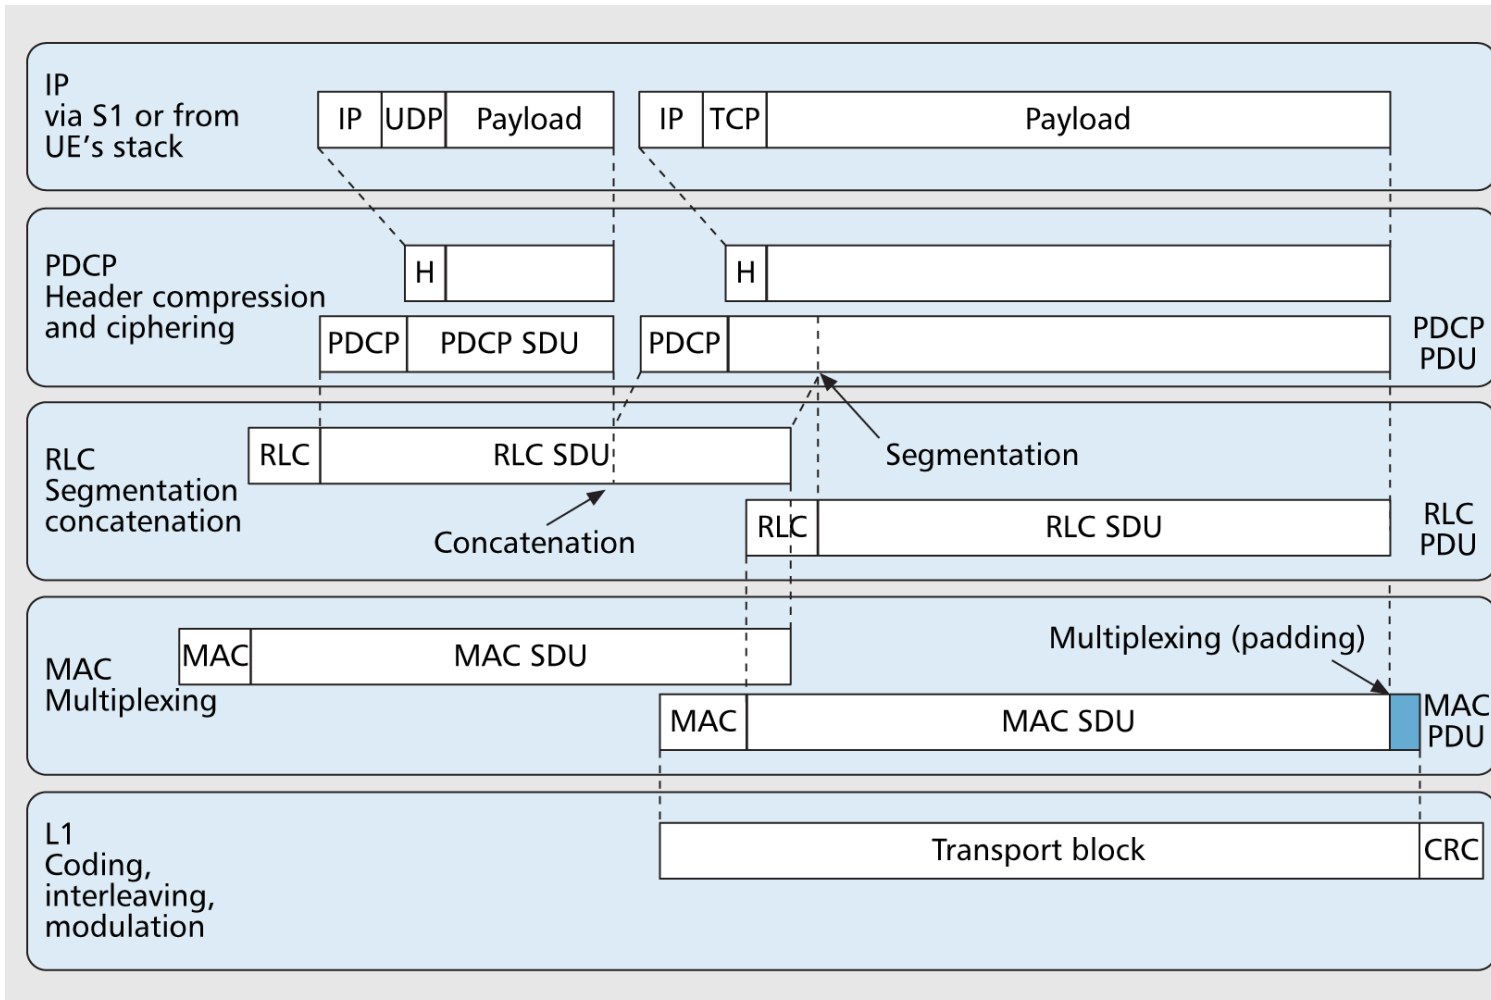 IP
via S1 or from
UE's stack
IP UDP Payload
IP TCP Payload
PDCP
Header compression
and ciphering
H
H
PDCP PDCP SDU
PDCP
PDCP
PDU
RLC
Segmentation
concatenation
RLC RLC SDU
Segmentation
Concatenation
RLC RLC SDU
RLC
PDU
MAC
Multiplexing
MAC MAC SDU
Multiplexing (padding)
MAC MAC SDU
MAC
PDU
L1
Coding,
interleaving,
modulation
Transport block CRC